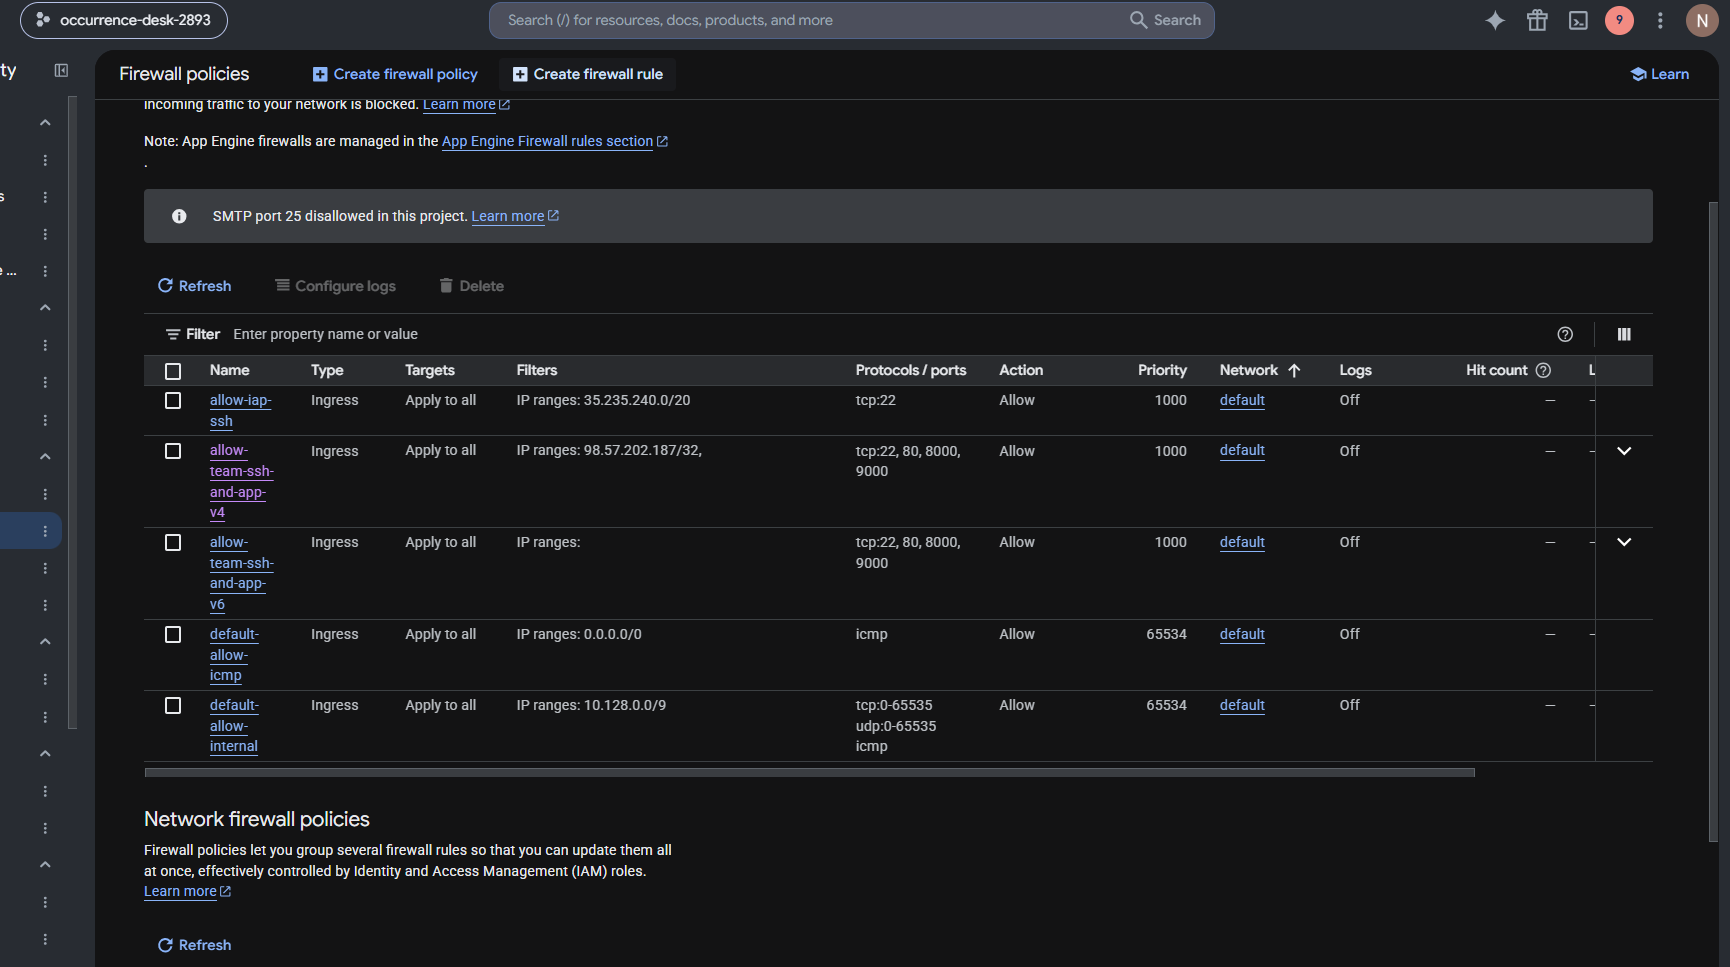 occurrence-desk-2893
Search (/) for resources, docs, products, and more
Search
9
N
ty
Firewall policies
Create firewall policy
Create firewall rule
Learn
incoming traffic to your network is blocked. Learn more
Note: App Engine firewalls are managed in the App Engine Firewall rules section
.
s
e ...
SMTP port 25 disallowed in this project. Learn more
Refresh
Configure logs
Delete
Filter Enter property name or value
Name Type Targets Filters Protocols / ports Action Priority Network Logs Hit count L
allow-iap- Ingress Apply to all IP ranges: 35.235.240.0/20 tcp:22 Allow 1000 default Off — –
ssh
allow- Ingress Apply to all IP ranges: 98.57.202.187/32, tcp:22, 80, 8000, Allow 1000 default Off — –
team-ssh- 9000
and-app-
v4
allow- Ingress Apply to all IP ranges: tcp:22, 80, 8000, Allow 1000 default Off — –
team-ssh- 9000
and-app-
v6
default- Ingress Apply to all IP ranges: 0.0.0.0/0 icmp Allow 65534 default Off — –
allow-
icmp
default- Ingress Apply to all IP ranges: 10.128.0.0/9 tcp:0-65535 Allow 65534 default Off — –
allow- udp:0-65535
internal icmp
Network firewall policies
Firewall policies let you group several firewall rules so that you can update them all
at once, effectively controlled by Identity and Access Management (IAM) roles.
Learn more
Refresh